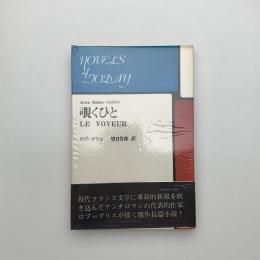 NOVELS
OF
TODAY
Alain Robbe-Grillet
覗くひと
LE VOYEUR
ロブ-グリエ 望月芳郎 訳
現代フランス文学に革新的新風を吹
き込んだアンチロマンの代表的作家
ロブ=グリエが描く傑作長篇小説!